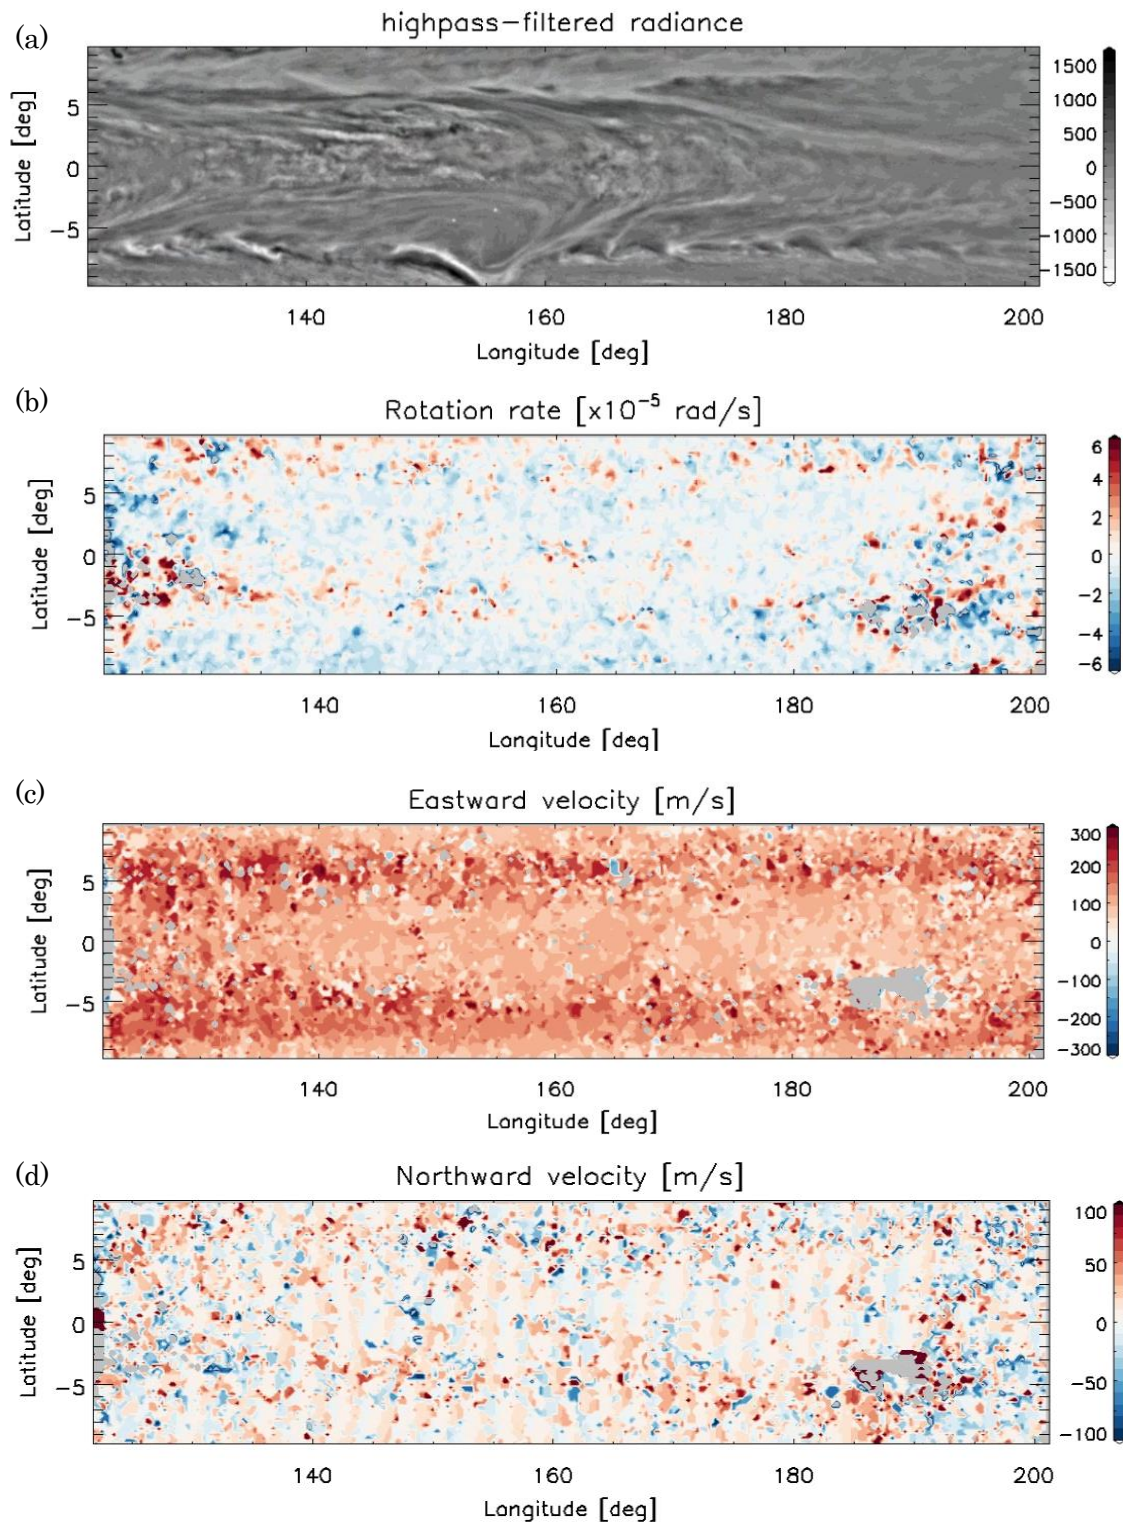 (a)
highpass-filtered radiance
Latitude [deg]
5
0
-5
140 160 180 200
Longitude [deg]
1500
1000
500
0
-500
-1000
-1500
(b)
Rotation rate [x10⁻⁵ rad/s]
Latitude [deg]
5
0
-5
140 160 180 200
Longitude [deg]
6
4
2
0
-2
-4
-6
(c)
Eastward velocity [m/s]
Latitude [deg]
5
0
-5
140 160 180 200
Longitude [deg]
300
200
100
0
-100
-200
-300
(d)
Northward velocity [m/s]
Latitude [deg]
5
0
-5
140 160 180 200
Longitude [deg]
100
50
0
-50
-100